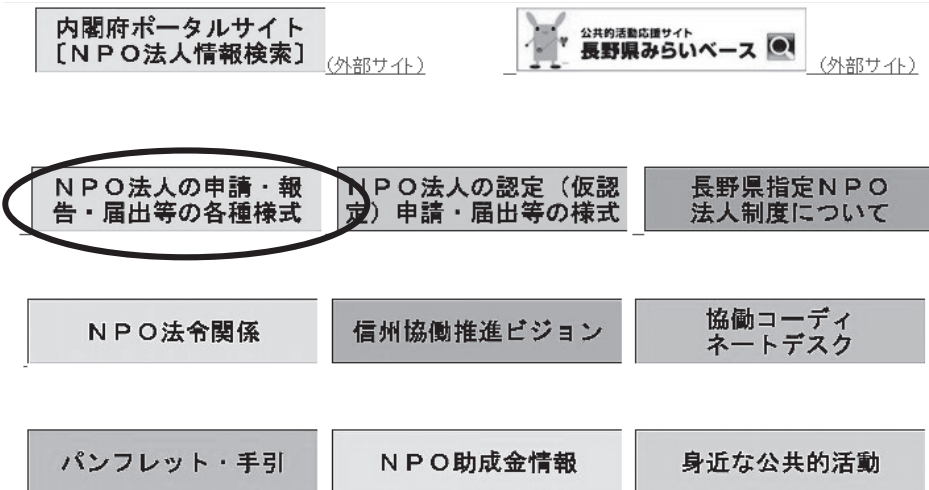 内閣府ポータルサイト
［ＮＰＯ法人情報検索］
(外部サイト)
公共的活動応援サイト
長野県みらいベース
(外部サイト)
ＮＰＯ法人の申請・報
告・届出等の各種様式
ＮＰＯ法人の認定（仮認
定）申請・届出等の様式
長野県指定ＮＰＯ
法人制度について
ＮＰＯ法令関係
信州協働推進ビジョン
協働コーディ
ネートデスク
パンフレット・手引
ＮＰＯ助成金情報
身近な公共的活動